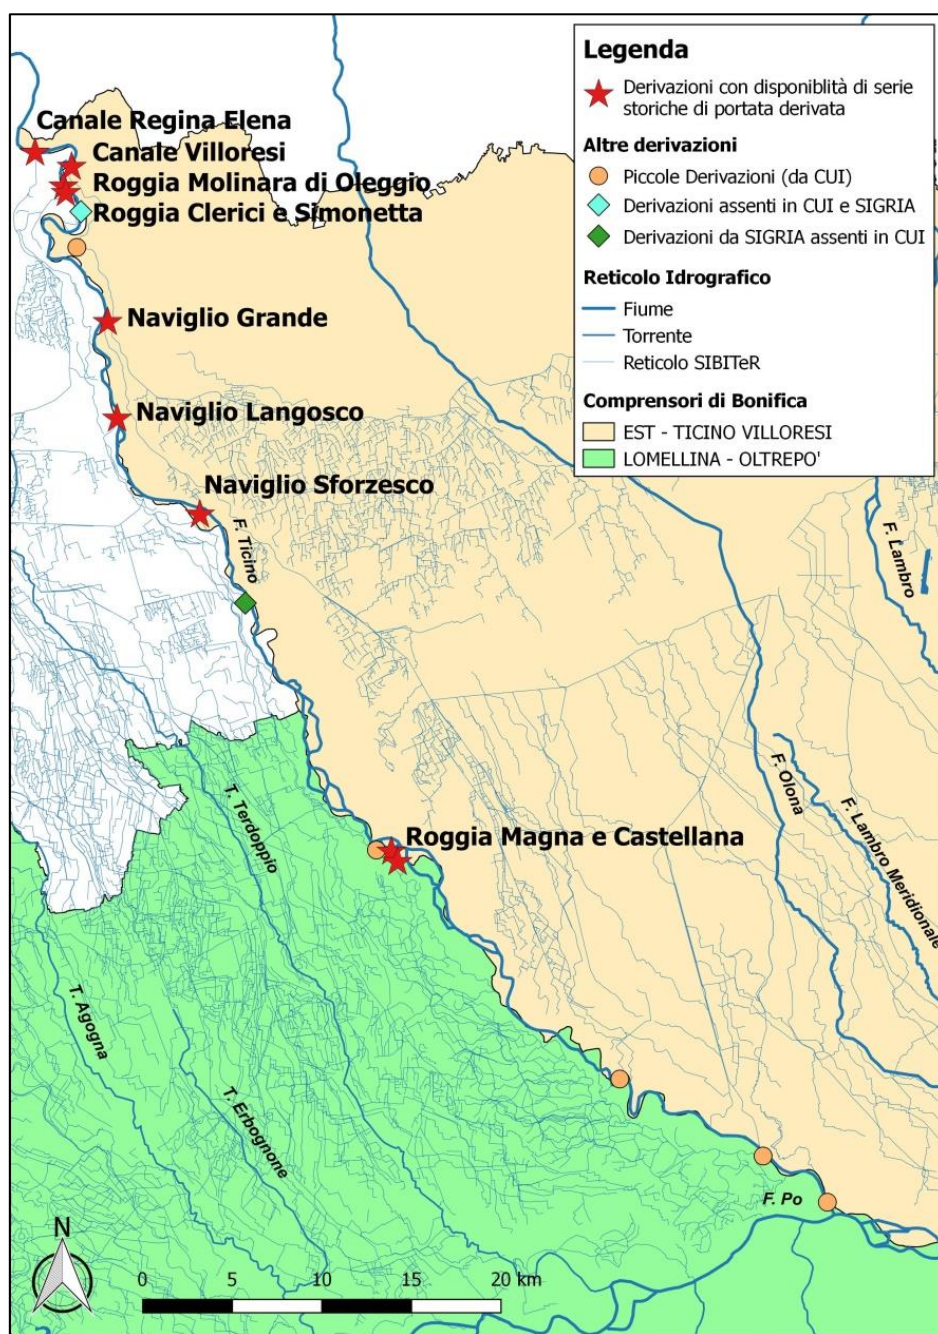 Legenda
Derivazioni con disponiblità di serie
storiche di portata derivata
Altre derivazioni
Piccole Derivazioni (da CUI)
Derivazioni assenti in CUI e SIGRIA
Derivazioni da SIGRIA assenti in CUI
Reticolo Idrografico
Fiume
Torrente
Reticolo SIBITeR
Comprensori di Bonifica
EST - TICINO VILLORESI
LOMELLINA - OLTREPO'
Canale Regina Elena
Canale Villoresi
Roggia Molinara di Oleggio
Roggia Clerici e Simonetta
Naviglio Grande
Naviglio Langosco
Naviglio Sforzesco
F. Ticino
F. Lambro
F. Olona
F. Lambro Meridionale
T. Terdoppio
Roggia Magna e Castellana
T. Agogna
T. Erbognone
F. Po
N
0 5 10 15 20 km